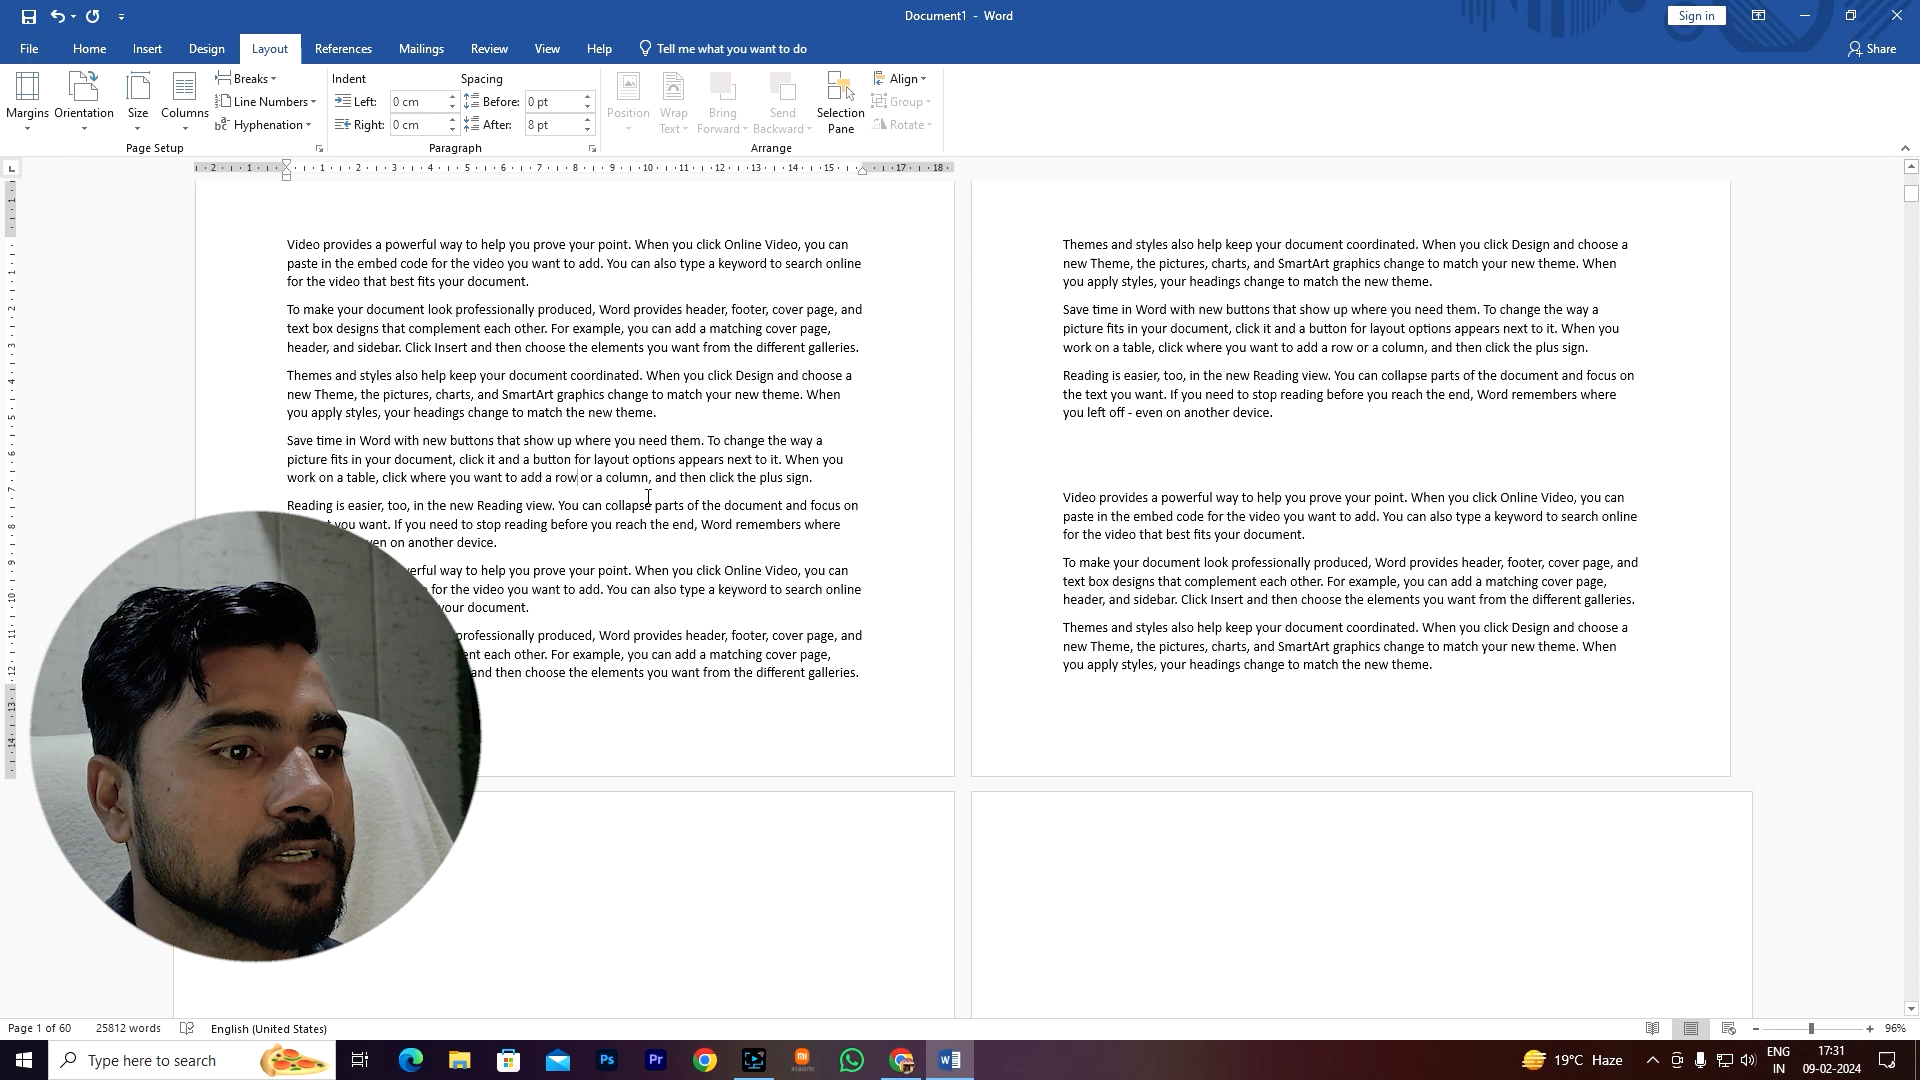 Document1 - Word
Sign in
File Home Insert Design Layout References Mailings Review View Help Tell me what you want to do Share
Margins
Orientation
Size
Columns
Breaks
Line Numbers
Hyphenation
Page Setup
Indent Spacing
Left: 0 cm Before: 0 pt
Right: 0 cm After: 8 pt
Paragraph
Position
Wrap Text
Bring Forward
Send Backward
Selection Pane
Align
Group
Rotate
Arrange
2 1 1 2 3 4 5 6 7 8 9 10 11 12 13 14 15 17 18
Video provides a powerful way to help you prove your point. When you click Online Video, you can
paste in the embed code for the video you want to add. You can also type a keyword to search online
for the video that best fits your document.
To make your document look professionally produced, Word provides header, footer, cover page, and
text box designs that complement each other. For example, you can add a matching cover page,
header, and sidebar. Click Insert and then choose the elements you want from the different galleries.
Themes and styles also help keep your document coordinated. When you click Design and choose a
new Theme, the pictures, charts, and SmartArt graphics change to match your new theme. When
you apply styles, your headings change to match the new theme.
Save time in Word with new buttons that show up where you need them. To change the way a
picture fits in your document, click it and a button for layout options appears next to it. When you
work on a table, click where you want to add a row or a column, and then click the plus sign.
Reading is easier, too, in the new Reading view. You can collapse parts of the document and focus on
you want. If you need to stop reading before you reach the end, Word remembers where
on another device.
way to help you prove your point. When you click Online Video, you can
for the video you want to add. You can also type a keyword to search online
your document.
professionally produced, Word provides header, footer, cover page, and
each other. For example, you can add a matching cover page,
and then choose the elements you want from the different galleries.
Themes and styles also help keep your document coordinated. When you click Design and choose a
new Theme, the pictures, charts, and SmartArt graphics change to match your new theme. When
you apply styles, your headings change to match the new theme.
Save time in Word with new buttons that show up where you need them. To change the way a
picture fits in your document, click it and a button for layout options appears next to it. When you
work on a table, click where you want to add a row or a column, and then click the plus sign.
Reading is easier, too, in the new Reading view. You can collapse parts of the document and focus on
the text you want. If you need to stop reading before you reach the end, Word remembers where
you left off - even on another device.
Video provides a powerful way to help you prove your point. When you click Online Video, you can
paste in the embed code for the video you want to add. You can also type a keyword to search online
for the video that best fits your document.
To make your document look professionally produced, Word provides header, footer, cover page, and
text box designs that complement each other. For example, you can add a matching cover page,
header, and sidebar. Click Insert and then choose the elements you want from the different galleries.
Themes and styles also help keep your document coordinated. When you click Design and choose a
new Theme, the pictures, charts, and SmartArt graphics change to match your new theme. When
you apply styles, your headings change to match the new theme.
Page 1 of 60 25812 words English (United States) 96%
Type here to search
Ps
Pr
19°C Haze
ENG
IN
17:31
09-02-2024